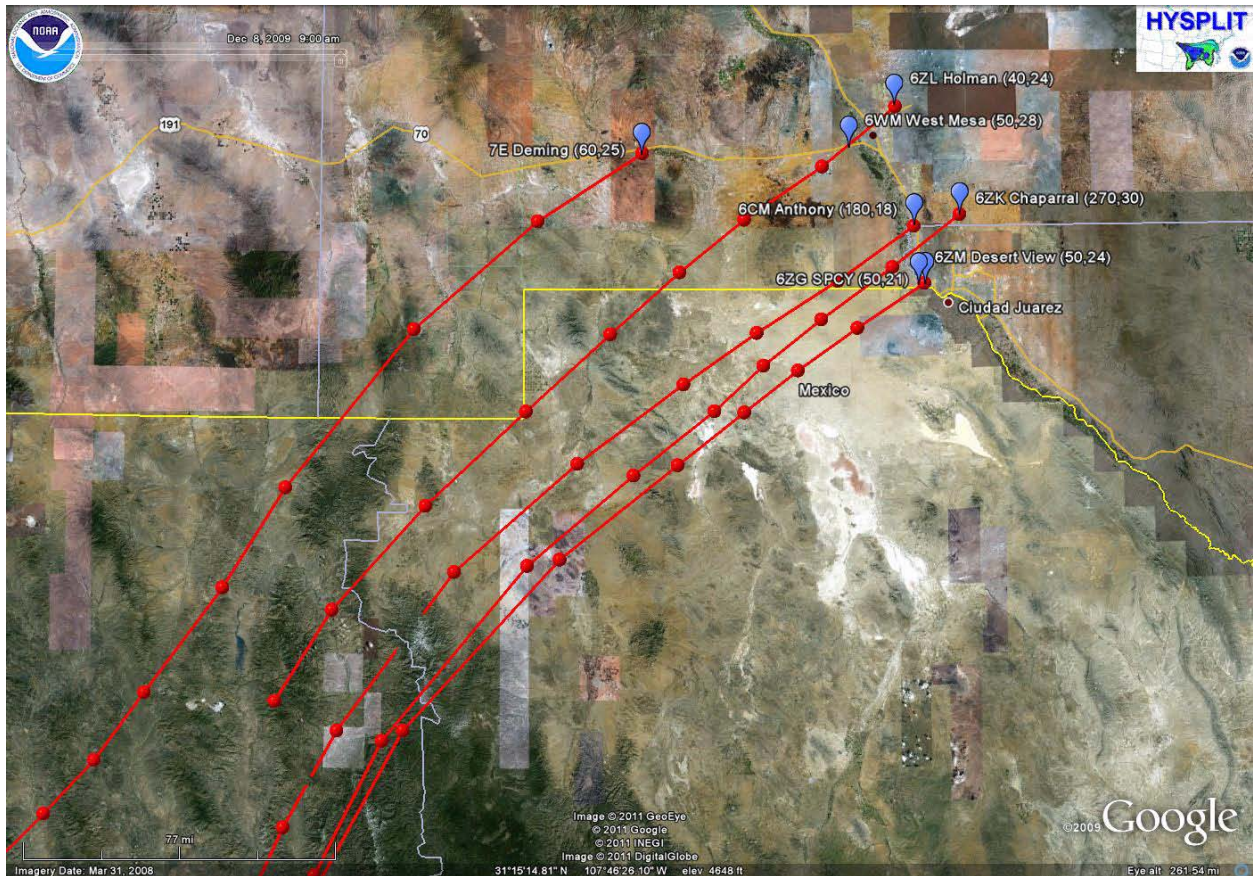 NOAA
Dec 8, 2009 9:00 am
HYSPLIT
6ZL Holman (40,24)
191
70
6WM West Mesa (50,28)
7E Deming (60,25)
6CM Anthony (180,18)
6ZK Chaparral (270,30)
6ZM Desert View (50,24)
6ZG SPCY (50,21)
Ciudad Juarez
Mexico
77 mi
Image © 2011 GeoEye
© 2011 Google
© 2011 INEGI
Image © 2011 DigitalGlobe
©2009 Google
Imagery Date: Mar 31, 2008
31°15'14.81" N 107°46'26.10" W elev 4648 ft
Eye alt 261.54 mi